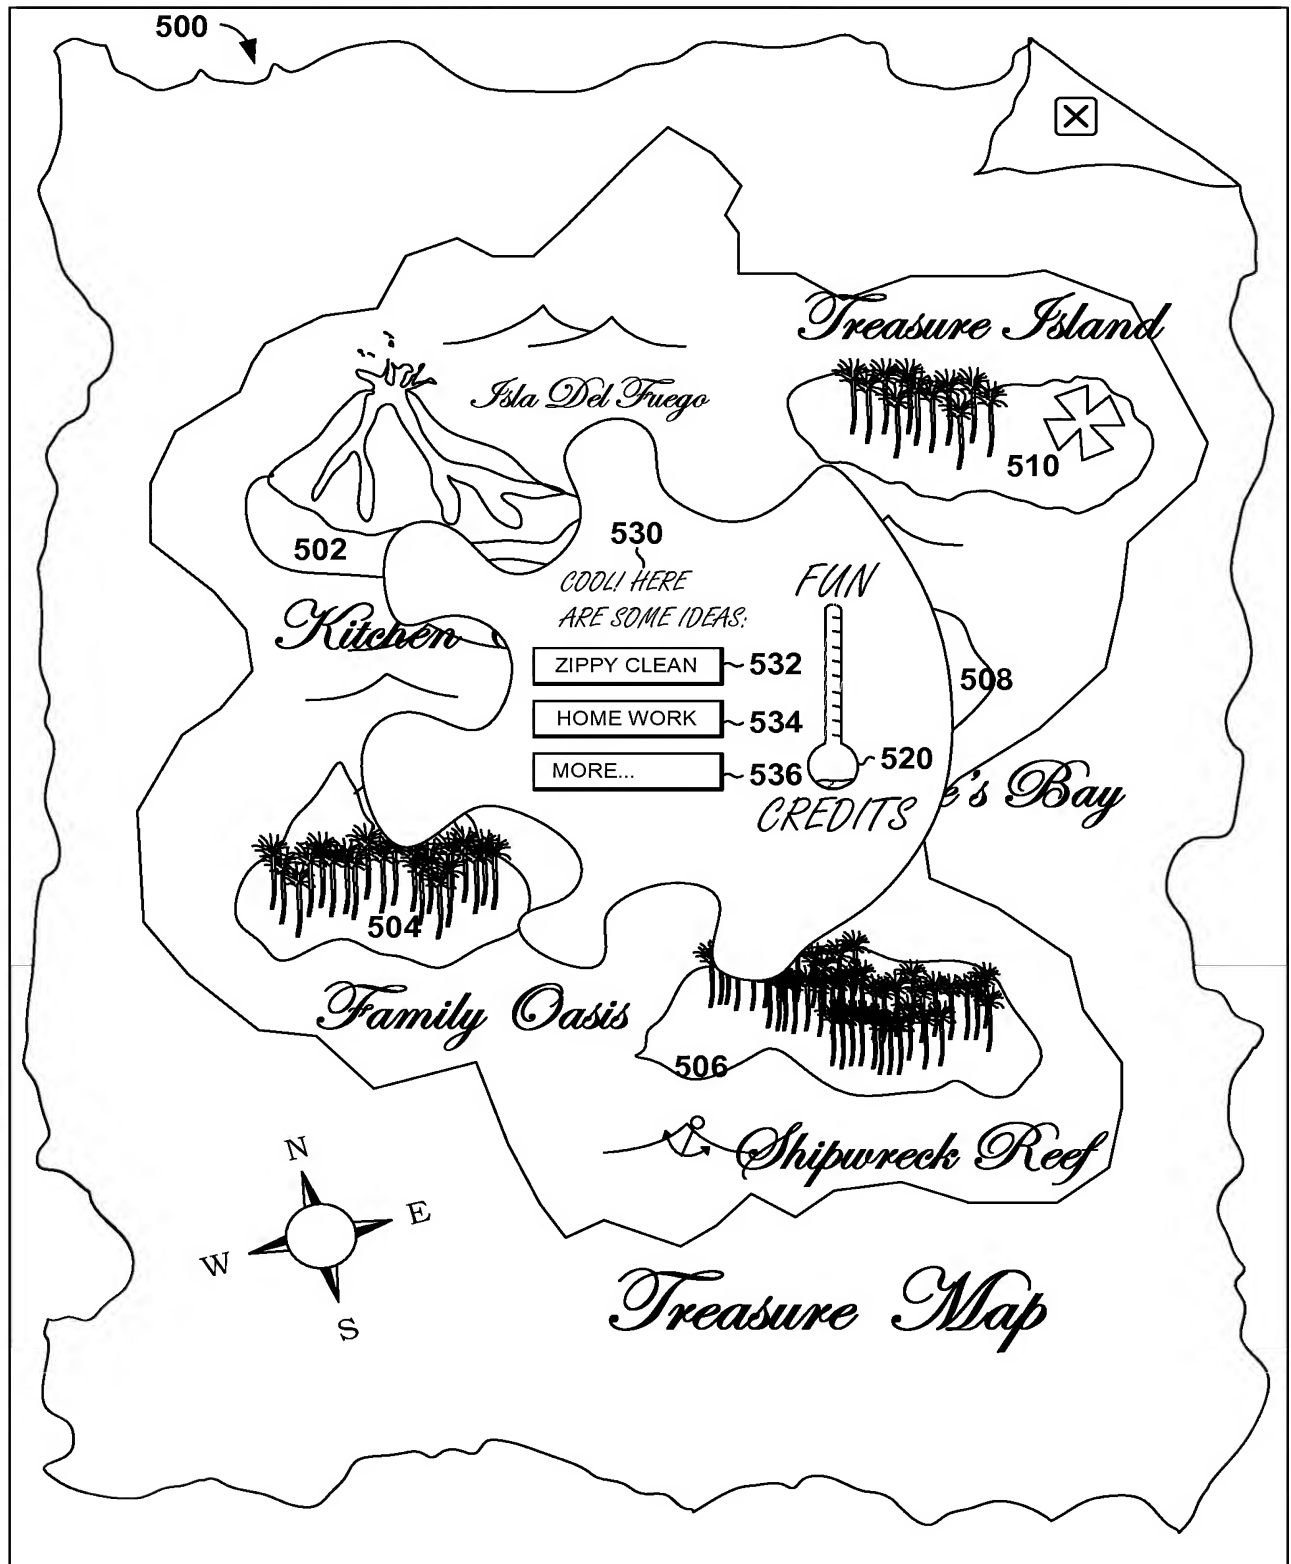 500
Treasure Island
Isla Del Fuego
510
502
530
COOL! HERE
ARE SOME IDEAS:
FUN
Kitchen
ZIPPY CLEAN
532
508
HOME WORK
534
MORE...
536
520
e's Bay
CREDITS
504
Family Oasis
506
Shipwreck Reef
N
E
W
S
Treasure Map